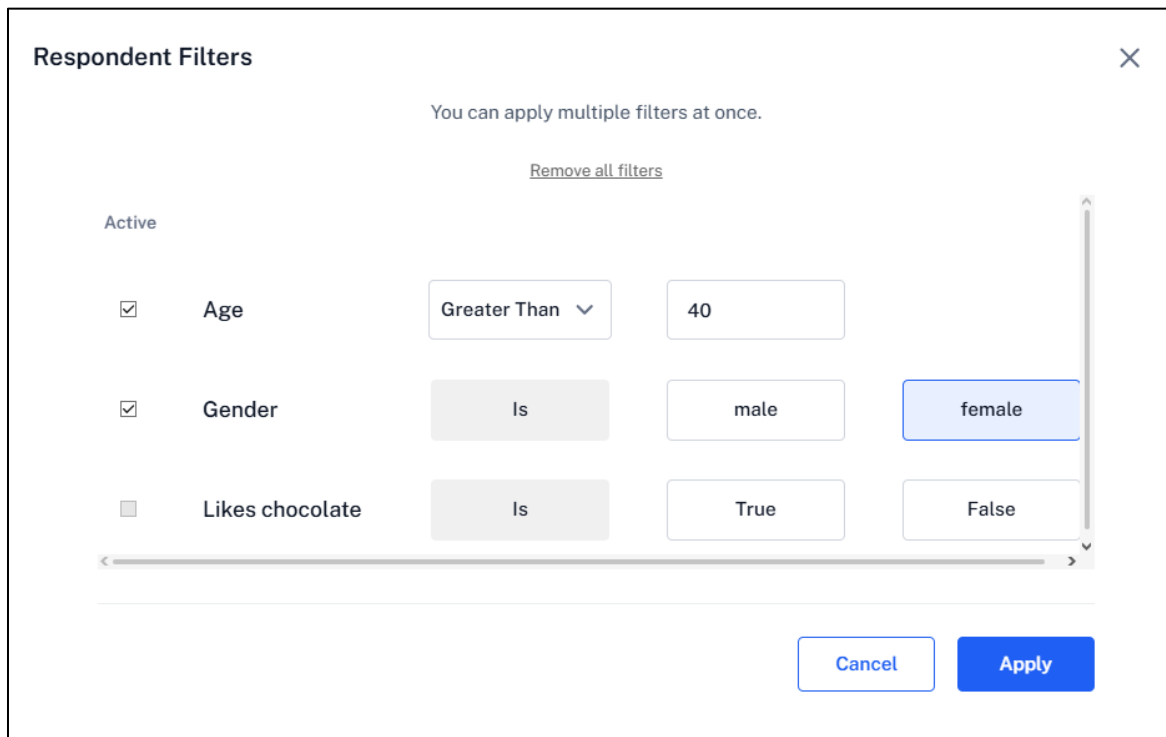 Respondent Filters
You can apply multiple filters at once.
Remove all filters
Active
Age Greater Than 40
Gender Is male female
Likes chocolate Is True False
Cancel Apply